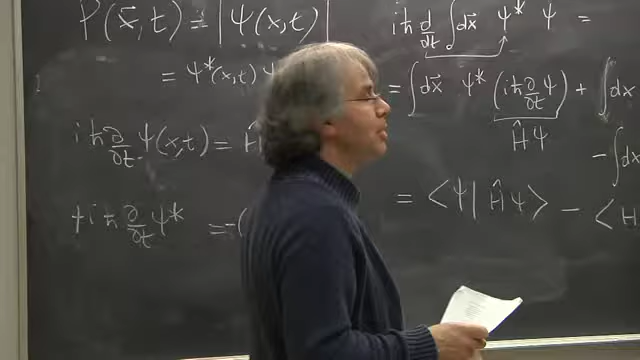 P(x⃗,t) = |Ψ(x,t)|
= Ψ*(x,t) Ψ
iħ ∂/∂t Ψ(x,t) = Ĥ
+iħ ∂/∂t Ψ* = -(
iħ d/dt ∫dx⃗ Ψ* Ψ =
= ∫dx⃗ Ψ* (iħ ∂/∂t Ψ) + ∫dx
ĤΨ
- ∫dx
= <Ψ| ĤΨ> - <H